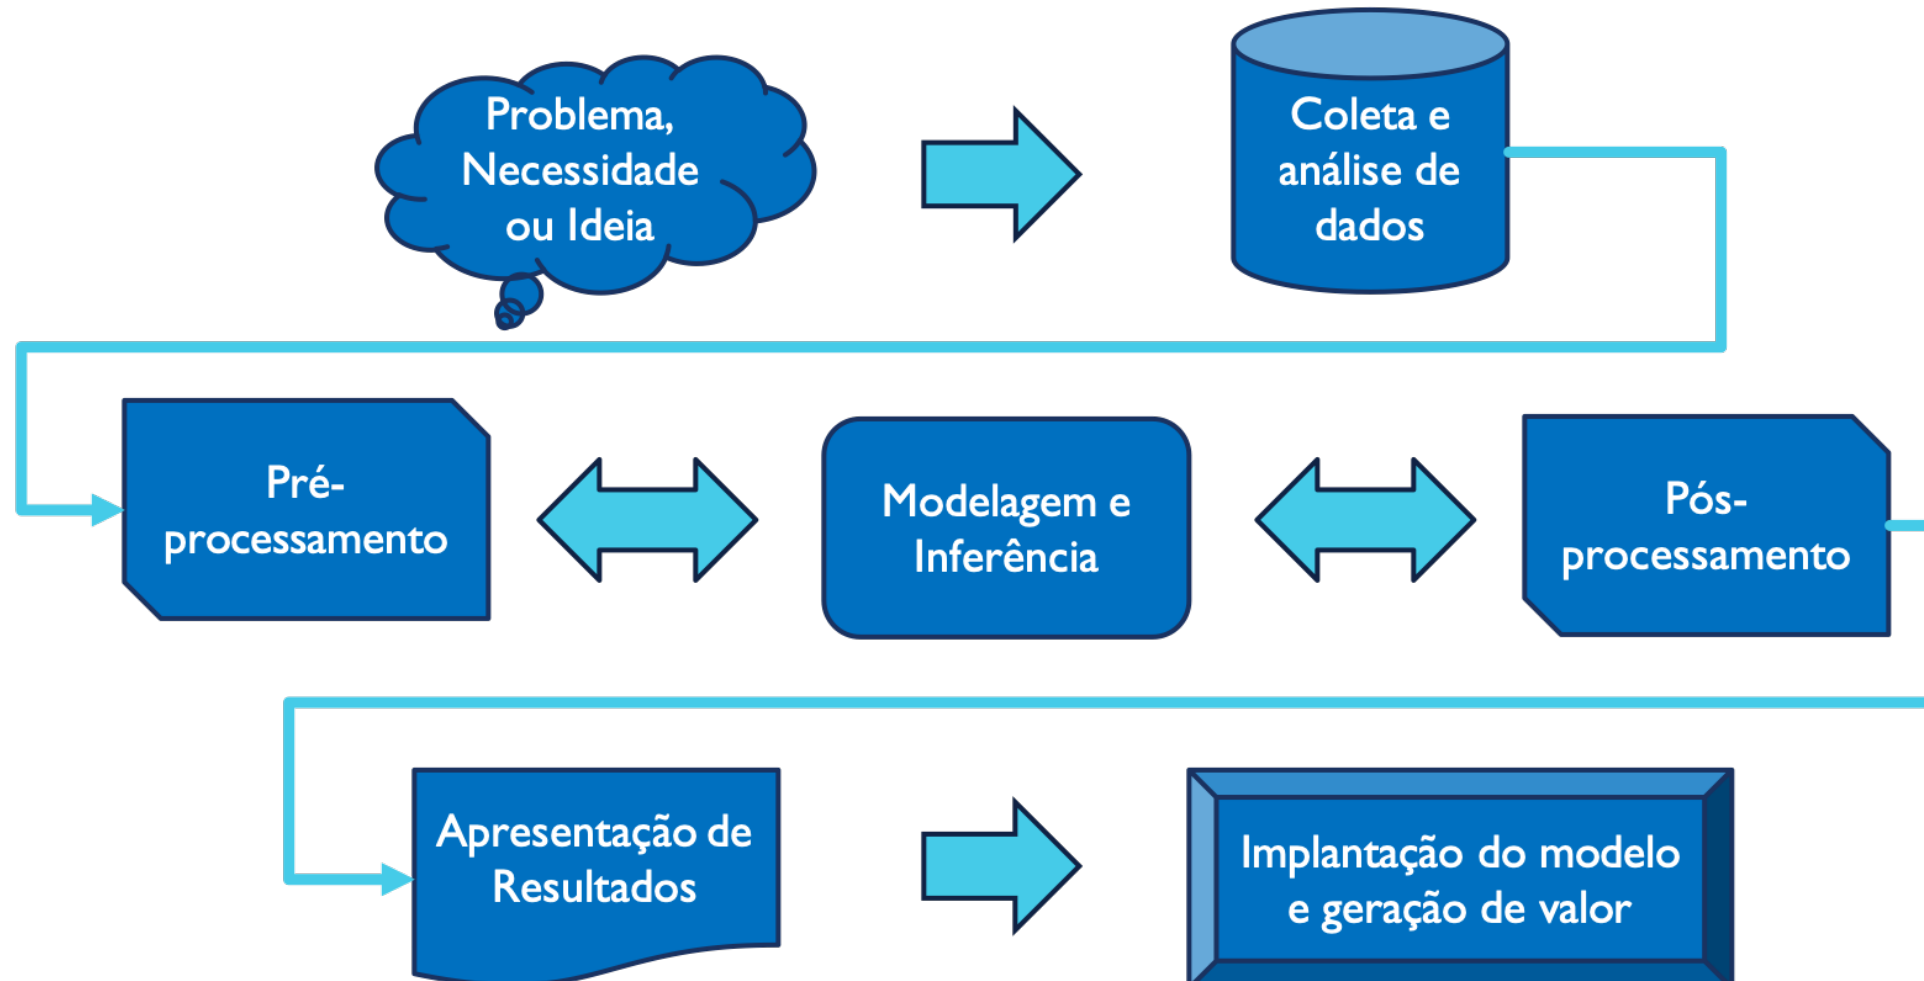 Problema,
Necessidade
ou Ideia
Coleta e
análise de
dados
Pré-
processamento
Modelagem e
Inferência
Pós-
processamento
Apresentação de
Resultados
Implantação do modelo
e geração de valor